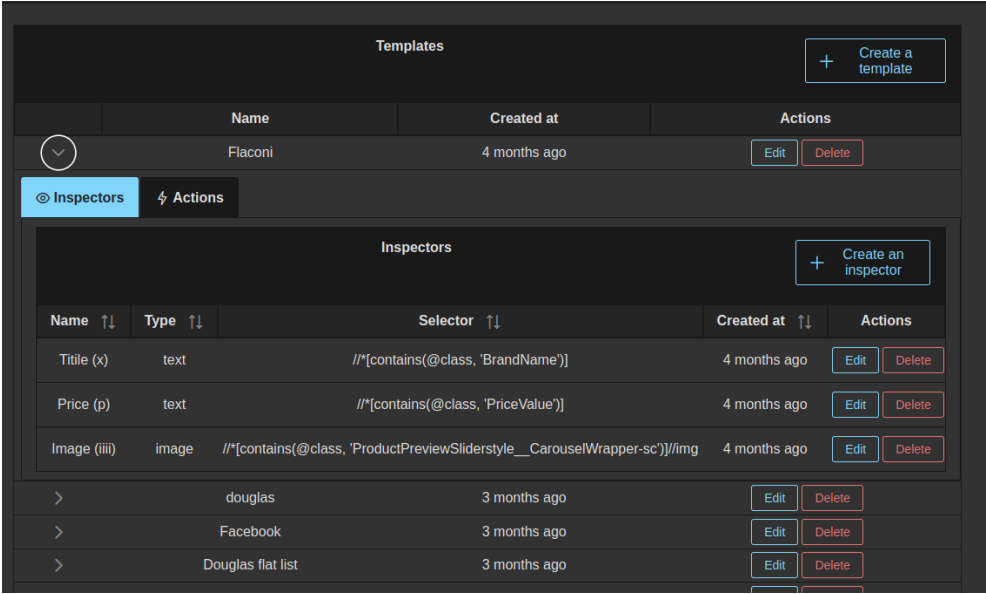 Templates
Create a
template
Name Created at Actions
Flaconi 4 months ago Edit Delete
Inspectors Actions
Inspectors
Create an
inspector
Name Type Selector Created at Actions
Titile (x) text //*[contains(@class, 'BrandName')] 4 months ago Edit Delete
Price (p) text //*[contains(@class, 'PriceValue')] 4 months ago Edit Delete
Image (iiii) image //*[contains(@class, 'ProductPreviewSliderstyle__CarouselWrapper-sc')]//img 4 months ago Edit Delete
douglas 3 months ago Edit Delete
Facebook 3 months ago Edit Delete
Douglas flat list 3 months ago Edit Delete